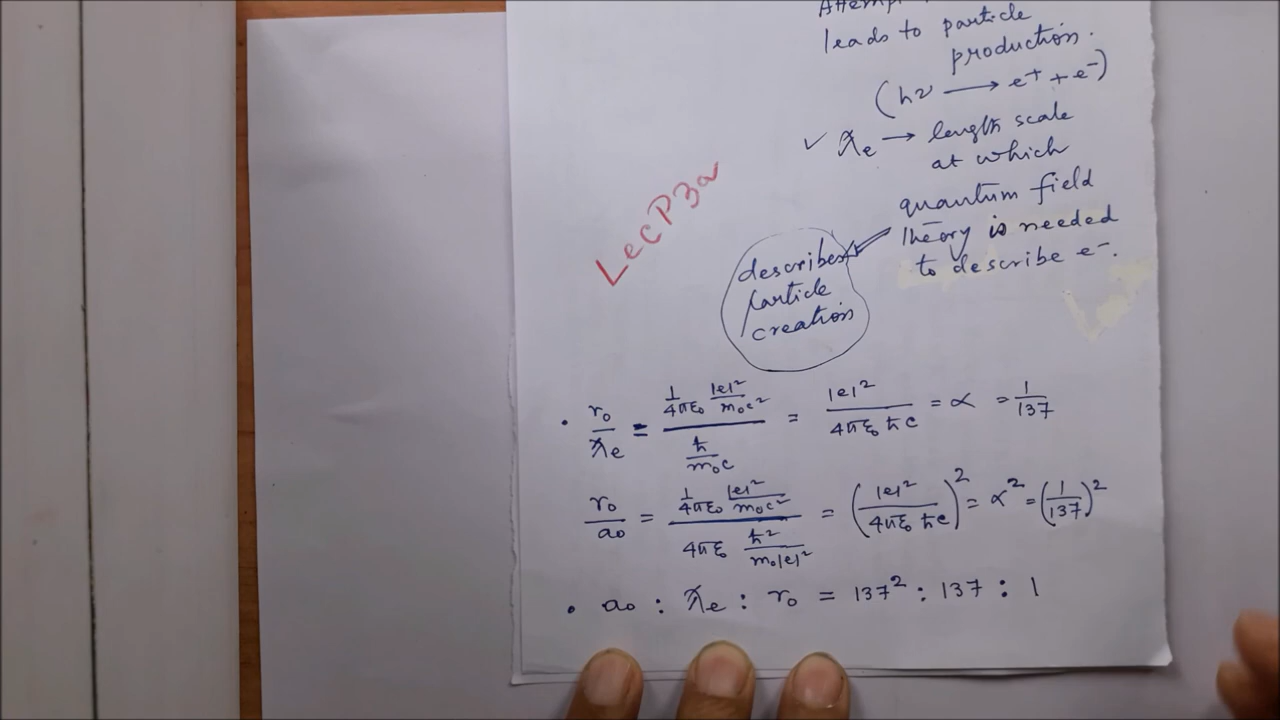 Attempt
leads to particle
production.
(hν ⟶ e⁺ + e⁻)
✓ ƛₑ → length scale
at which
quantum field
theory is needed
to describe e⁻.
LecP3a
describes
particle
creation
• r₀/ƛₑ = (1/4πε₀ |e|²/m₀c²)/(ħ/m₀c) = |e|²/4πε₀ħc = α = 1/137
r₀/a₀ = (1/4πε₀ |e|²/m₀c²)/(4πε₀ ħ²/m₀|e|²) = (|e|²/4πε₀ħc)² = α² = (1/137)²
• a₀ : ƛₑ : r₀ = 137² : 137 : 1